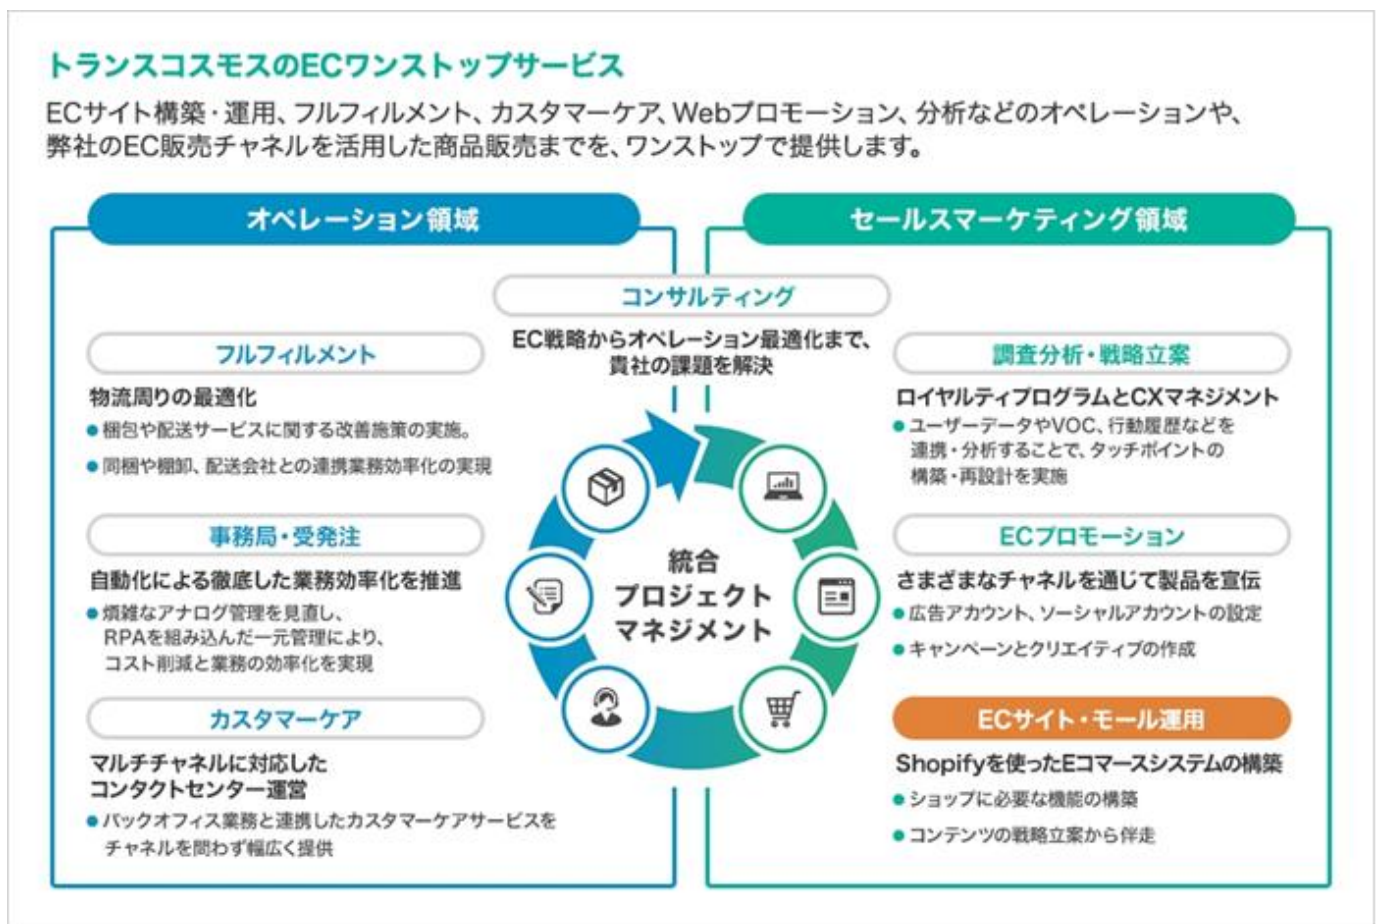 トランスコスモスのECワンストップサービス
ECサイト構築・運用、フルフィルメント、カスタマーケア、Webプロモーション、分析などのオペレーションや、
弊社のEC販売チャネルを活用した商品販売までを、ワンストップで提供します。
オペレーション領域
セールスマーケティング領域
コンサルティング
EC戦略からオペレーション最適化まで、
貴社の課題を解決
フルフィルメント
物流周りの最適化
●梱包や配送サービスに関する改善施策の実施。
●同梱や棚卸、配送会社との連携業務効率化の実現
事務局・受発注
自動化による徹底した業務効率化を推進
●煩雑なアナログ管理を見直し、
RPAを組み込んだ一元管理により、
コスト削減と業務の効率化を実現
カスタマーケア
マルチチャネルに対応した
コンタクトセンター運営
●バックオフィス業務と連携したカスタマーケアサービスを
チャネルを問わず幅広く提供
統合
プロジェクト
マネジメント
調査分析・戦略立案
ロイヤルティプログラムとCXマネジメント
●ユーザーデータやVOC、行動履歴などを
連携・分析することで、タッチポイントの
構築・再設計を実施
ECプロモーション
さまざまなチャネルを通じて製品を宣伝
●広告アカウント、ソーシャルアカウントの設定
●キャンペーンとクリエイティブの作成
ECサイト・モール運用
Shopifyを使ったEコマースシステムの構築
●ショップに必要な機能の構築
●コンテンツの戦略立案から伴走